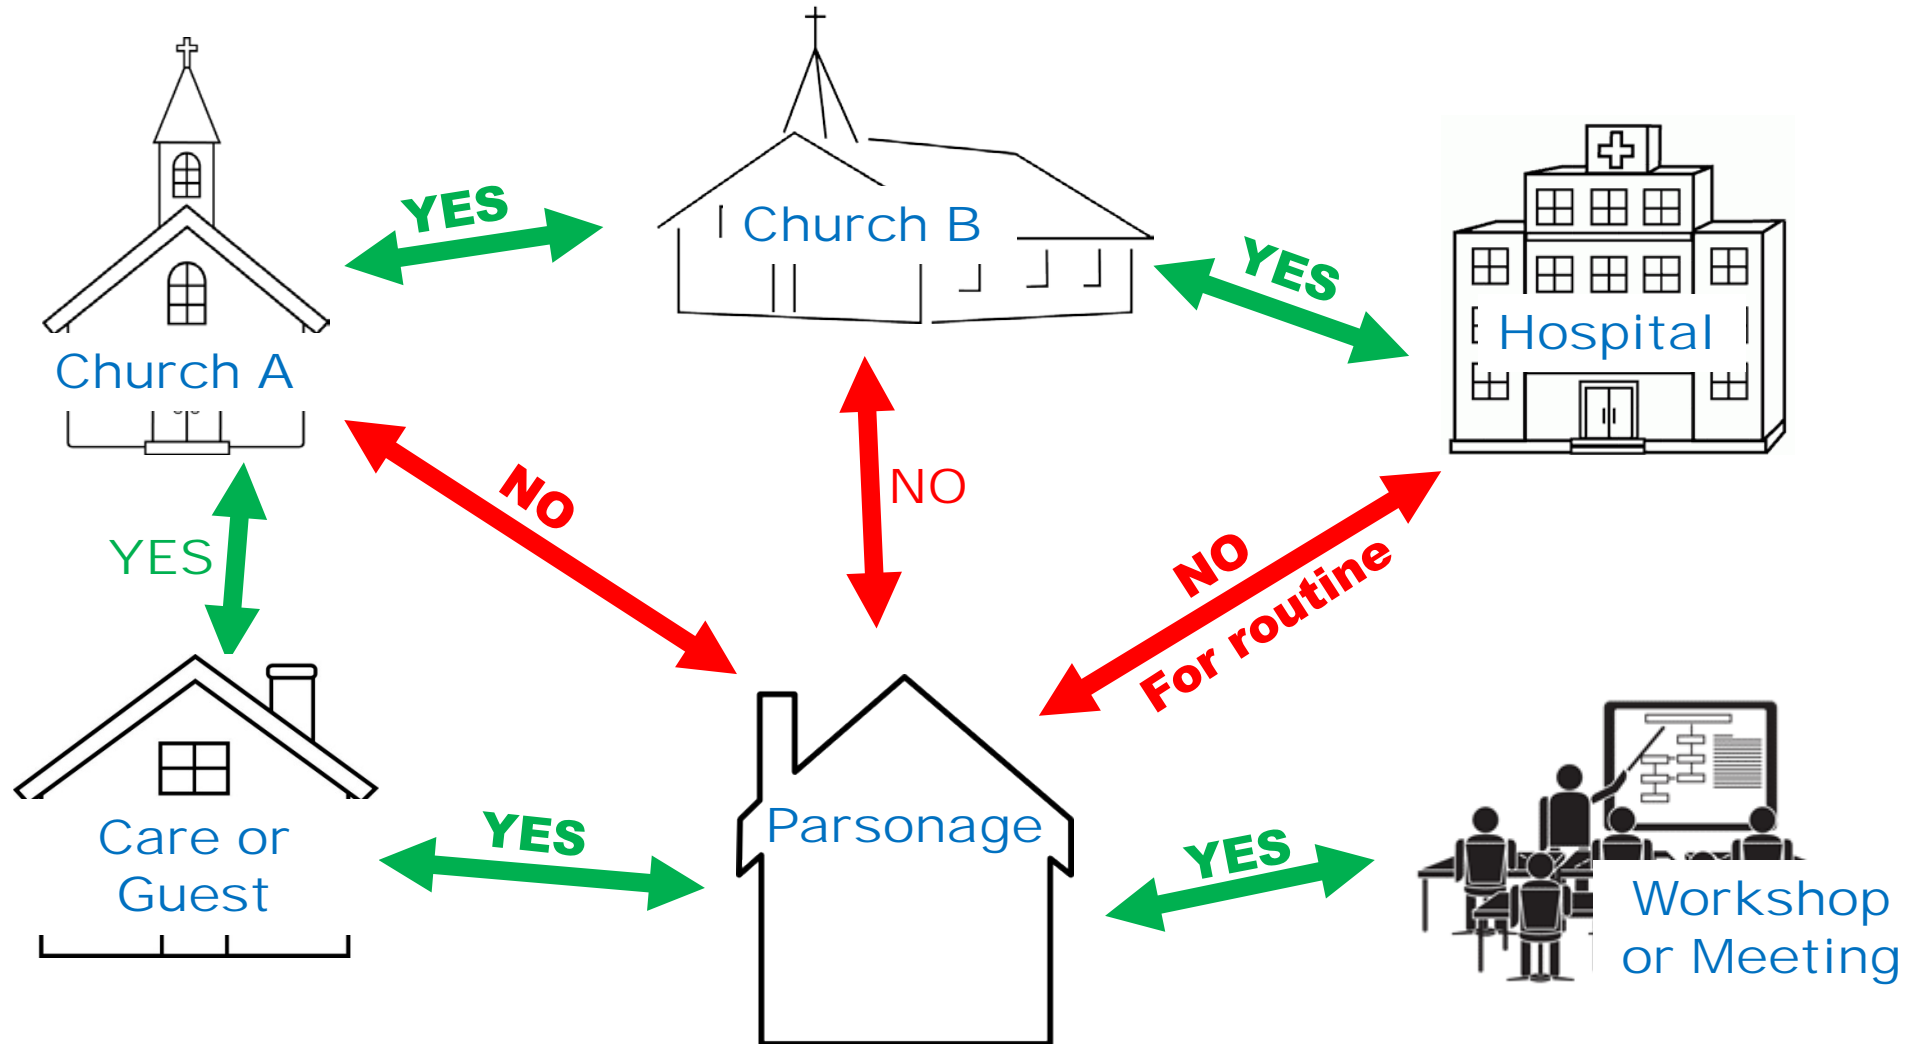 YES
Church B
YES
Hospital
Church A
NO
NO
YES
NO
For routine
Care or
Guest
YES
Parsonage
YES
Workshop
or Meeting